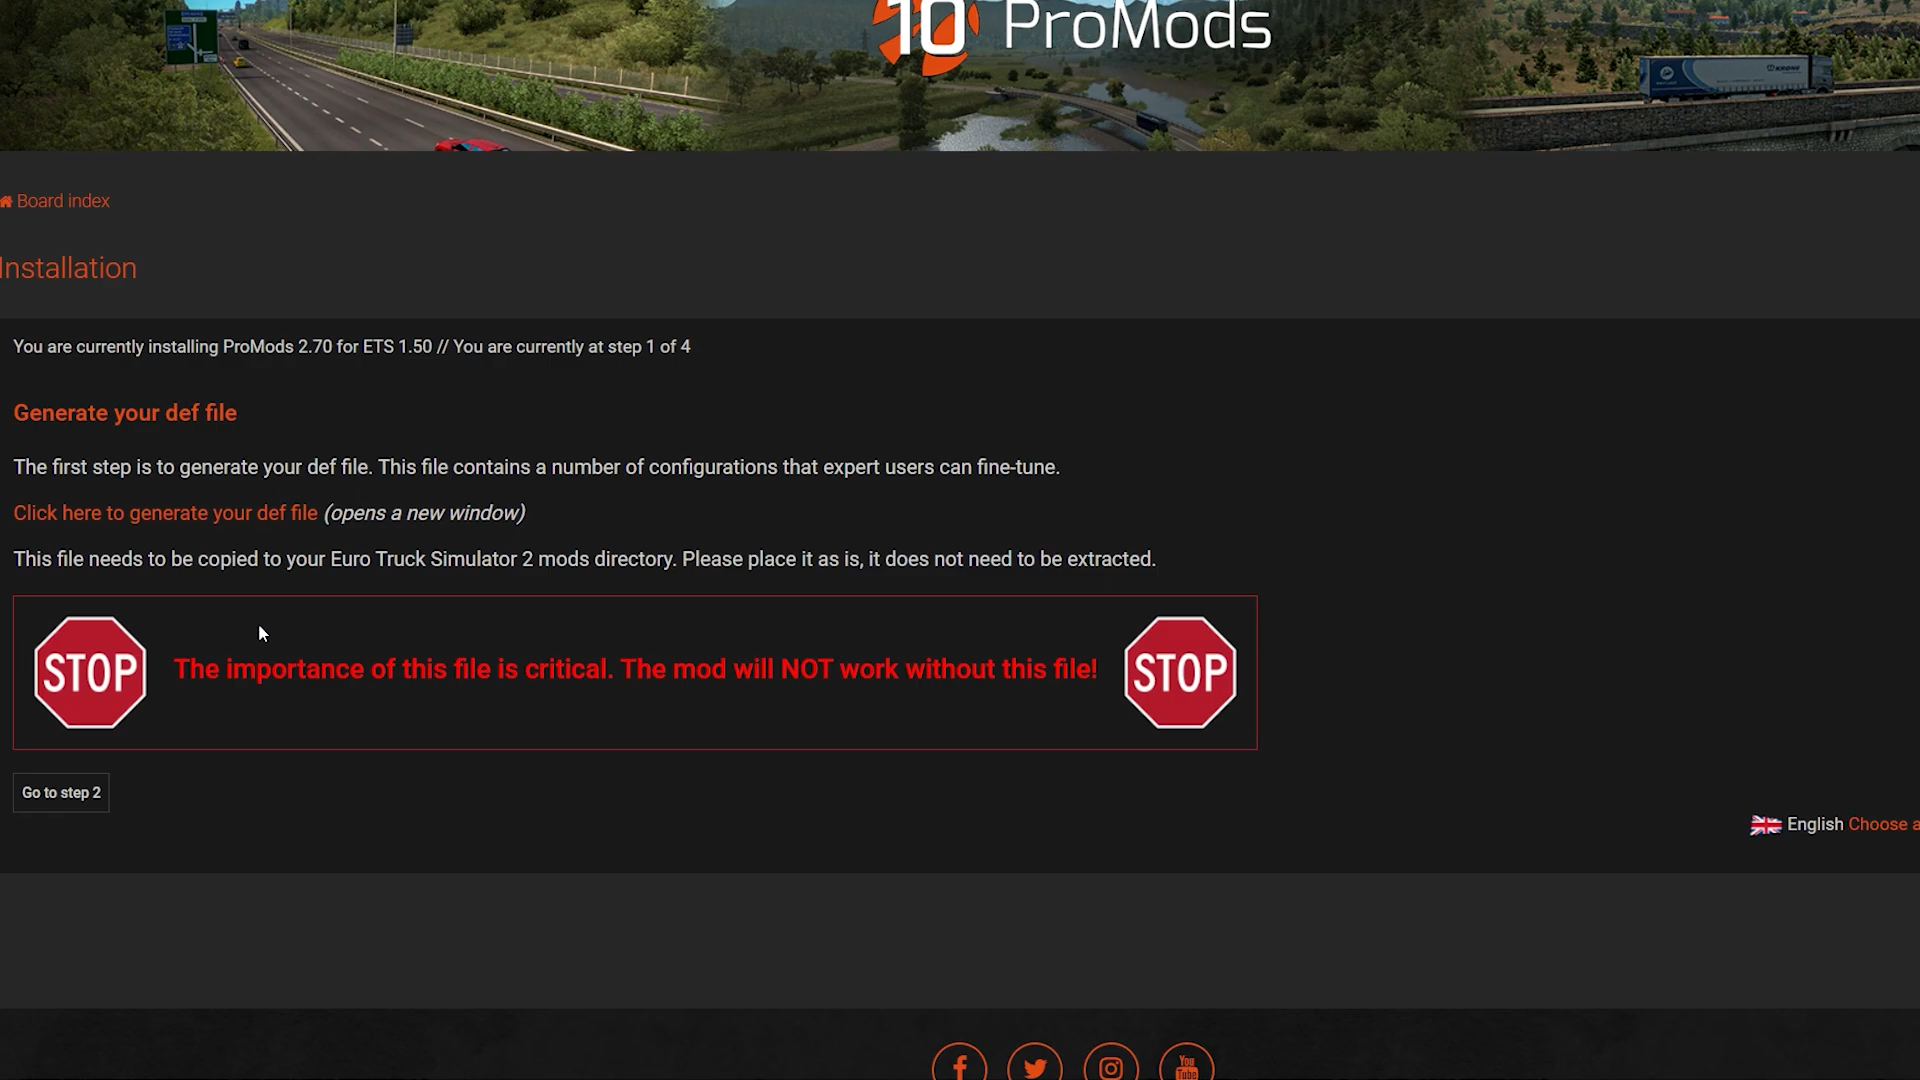 10 ProMods
Board index
Installation
You are currently installing ProMods 2.70 for ETS 1.50 // You are currently at step 1 of 4
Generate your def file
The first step is to generate your def file. This file contains a number of configurations that expert users can fine-tune.
Click here to generate your def file (opens a new window)
This file needs to be copied to your Euro Truck Simulator 2 mods directory. Please place it as is, it does not need to be extracted.
STOP
The importance of this file is critical. The mod will NOT work without this file!
STOP
Go to step 2
English Choose a
You
Tube